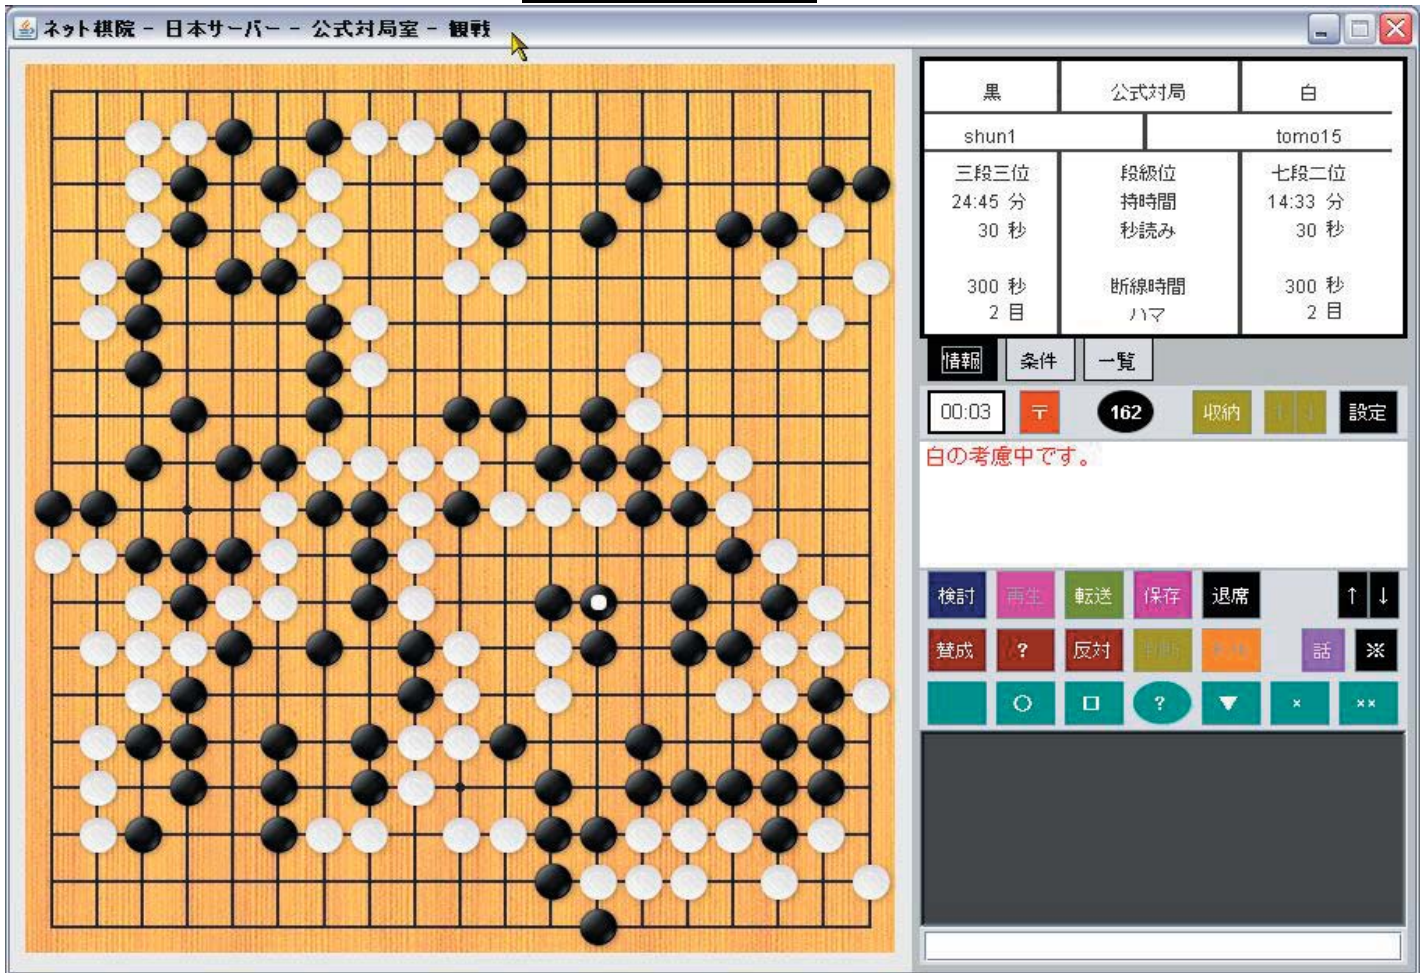 ネット棋院 - 日本サーバー - 公式対局室 - 観戦
黒 公式対局 白
shun1 tomo15
三段三位 段級位 七段二位
24:45 分 持時間 14:33 分
30 秒 秒読み 30 秒
300 秒 断線時間 300 秒
2 目 ハマ 2 目
情報 条件 一覧
00:03 〒 162 収納 設定
白の考慮中です。
検討 再生 転送 保存 退席 ↑ ↓
賛成 ? 反対 話 ※
○ □ ? ▼ × ××